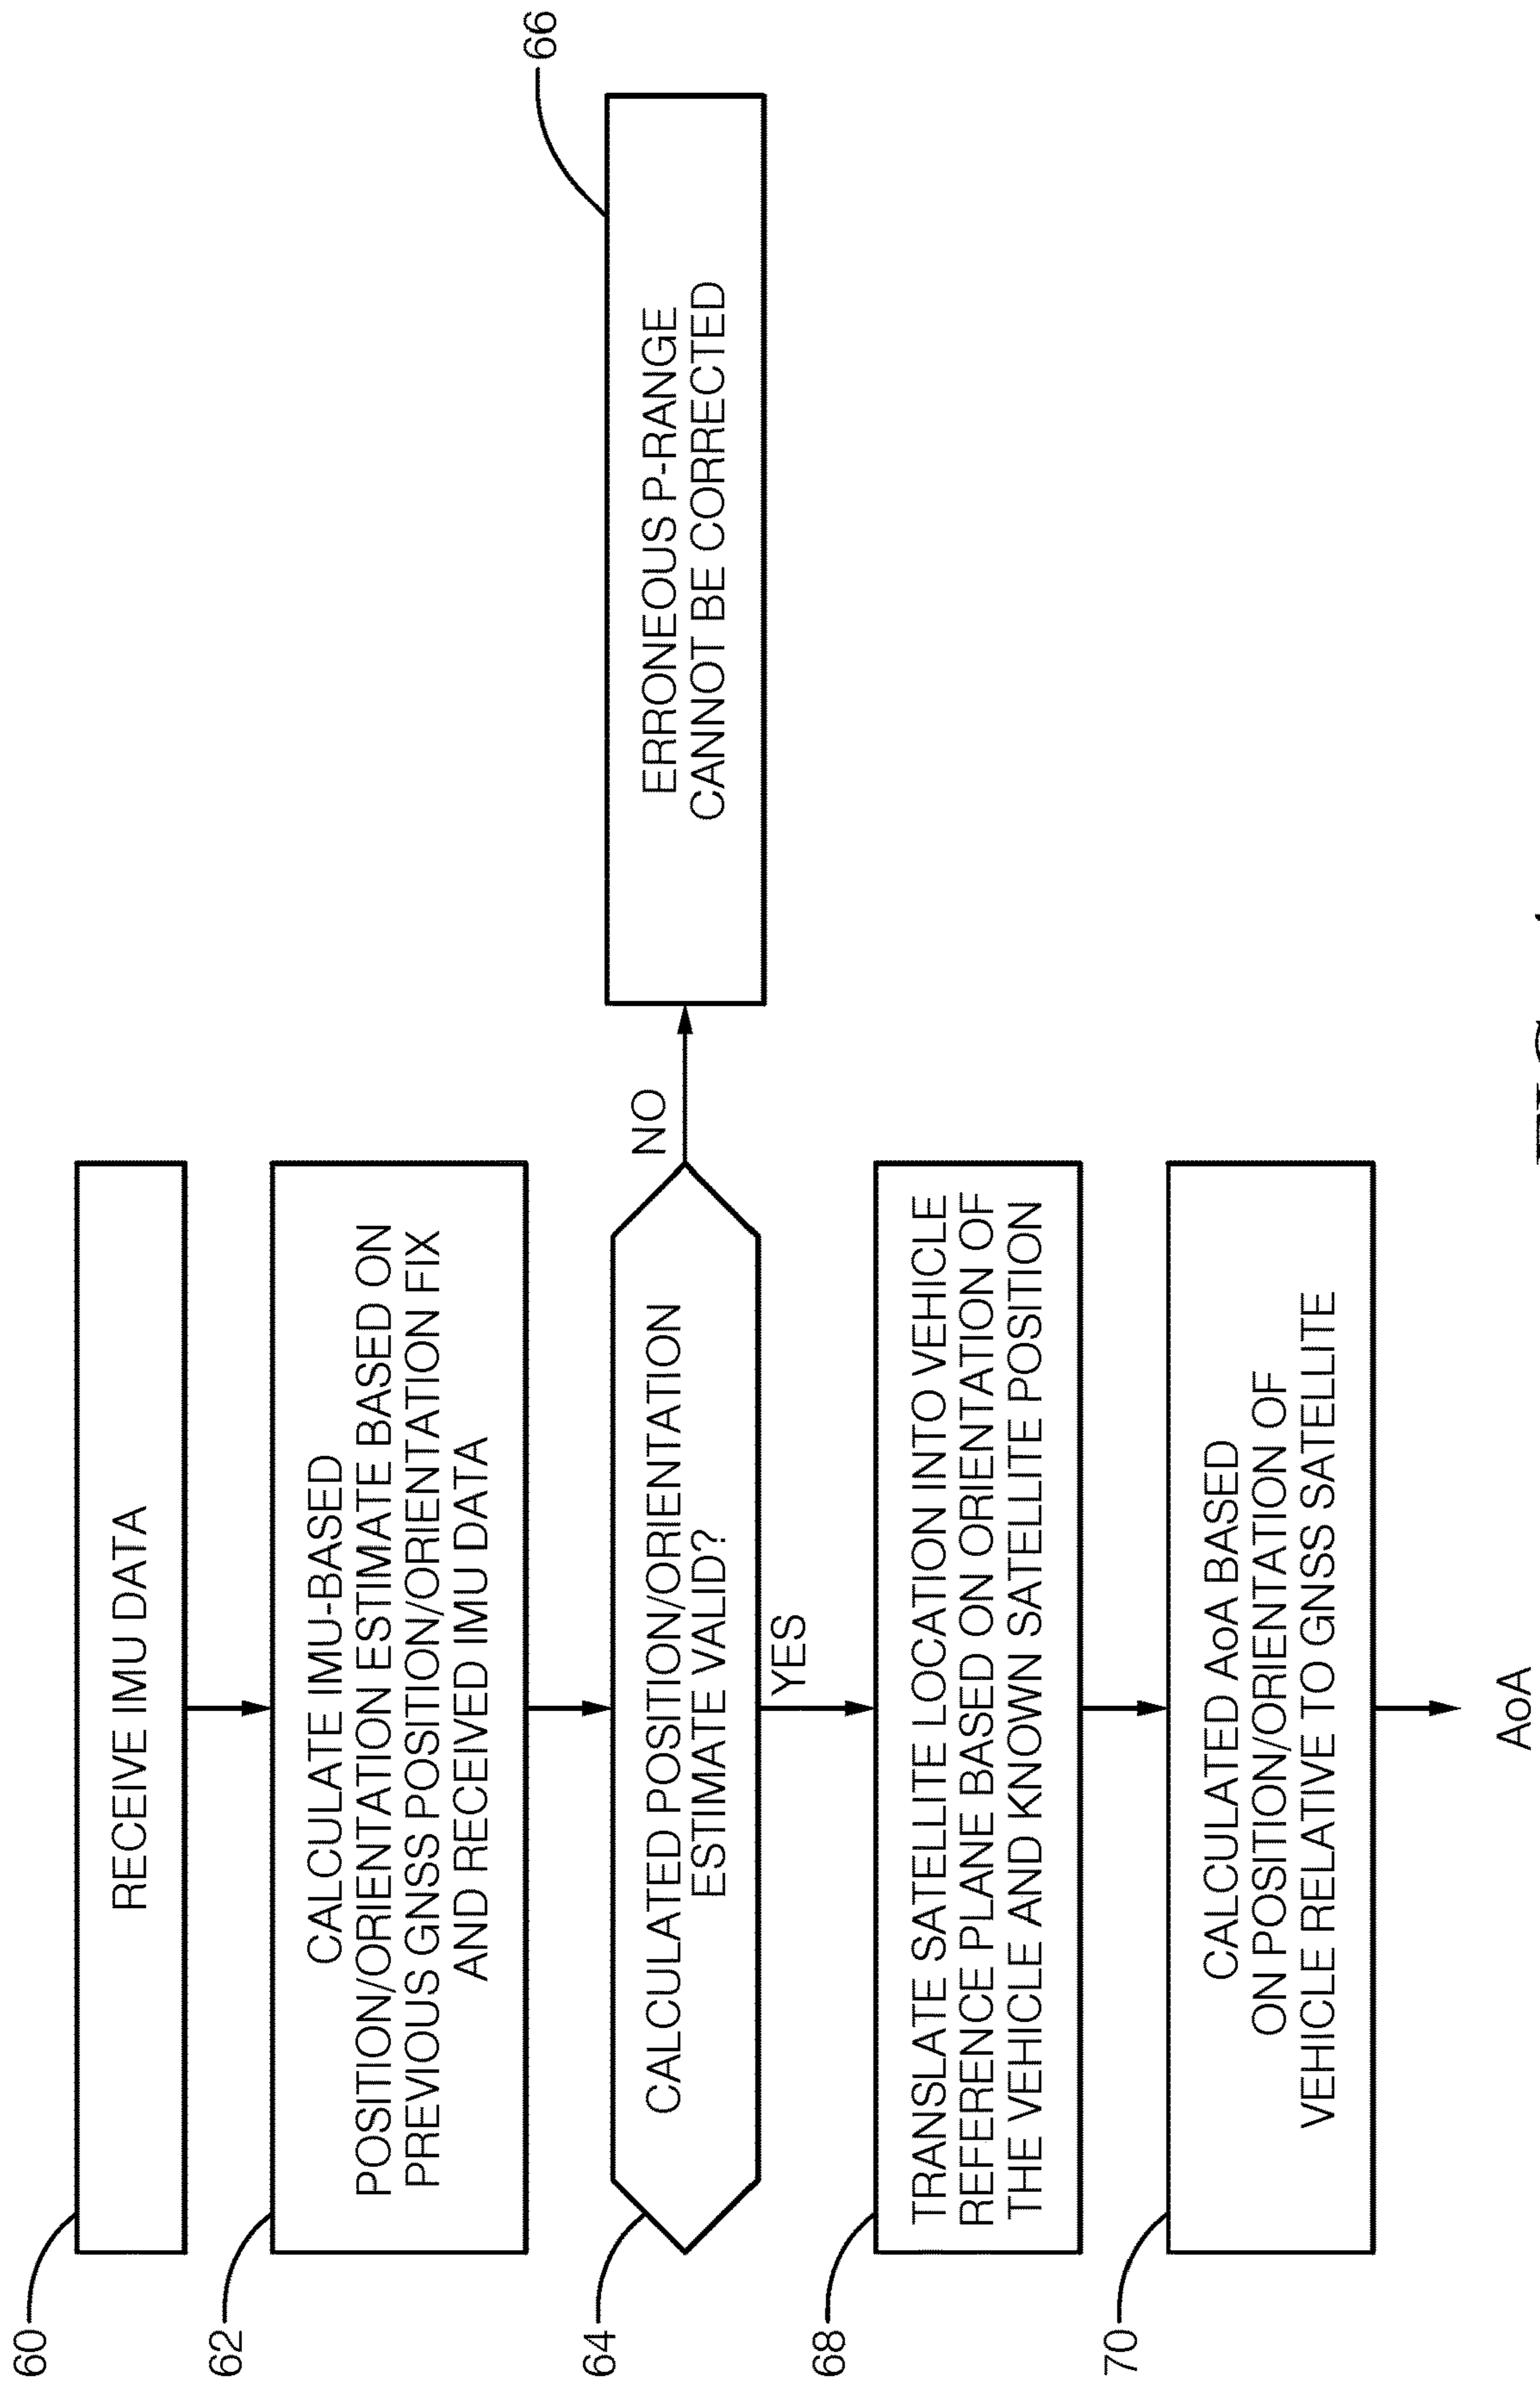 60
RECEIVE IMU DATA
62
CALCULATE IMU-BASED
POSITION/ORIENTATION ESTIMATE BASED ON
PREVIOUS GNSS POSITION/ORIENTATION FIX
AND RECEIVED IMU DATA
64
CALCULATED POSITION/ORIENTATION
ESTIMATE VALID?
NO
66
ERRONEOUS P-RANGE
CANNOT BE CORRECTED
YES
68
TRANSLATE SATELLITE LOCATION INTO VEHICLE
REFERENCE PLANE BASED ON ORIENTATION OF
THE VEHICLE AND KNOWN SATELLITE POSITION
70
CALCULATED AoA BASED
ON POSITION/ORIENTATION OF
VEHICLE RELATIVE TO GNSS SATELLITE
AoA